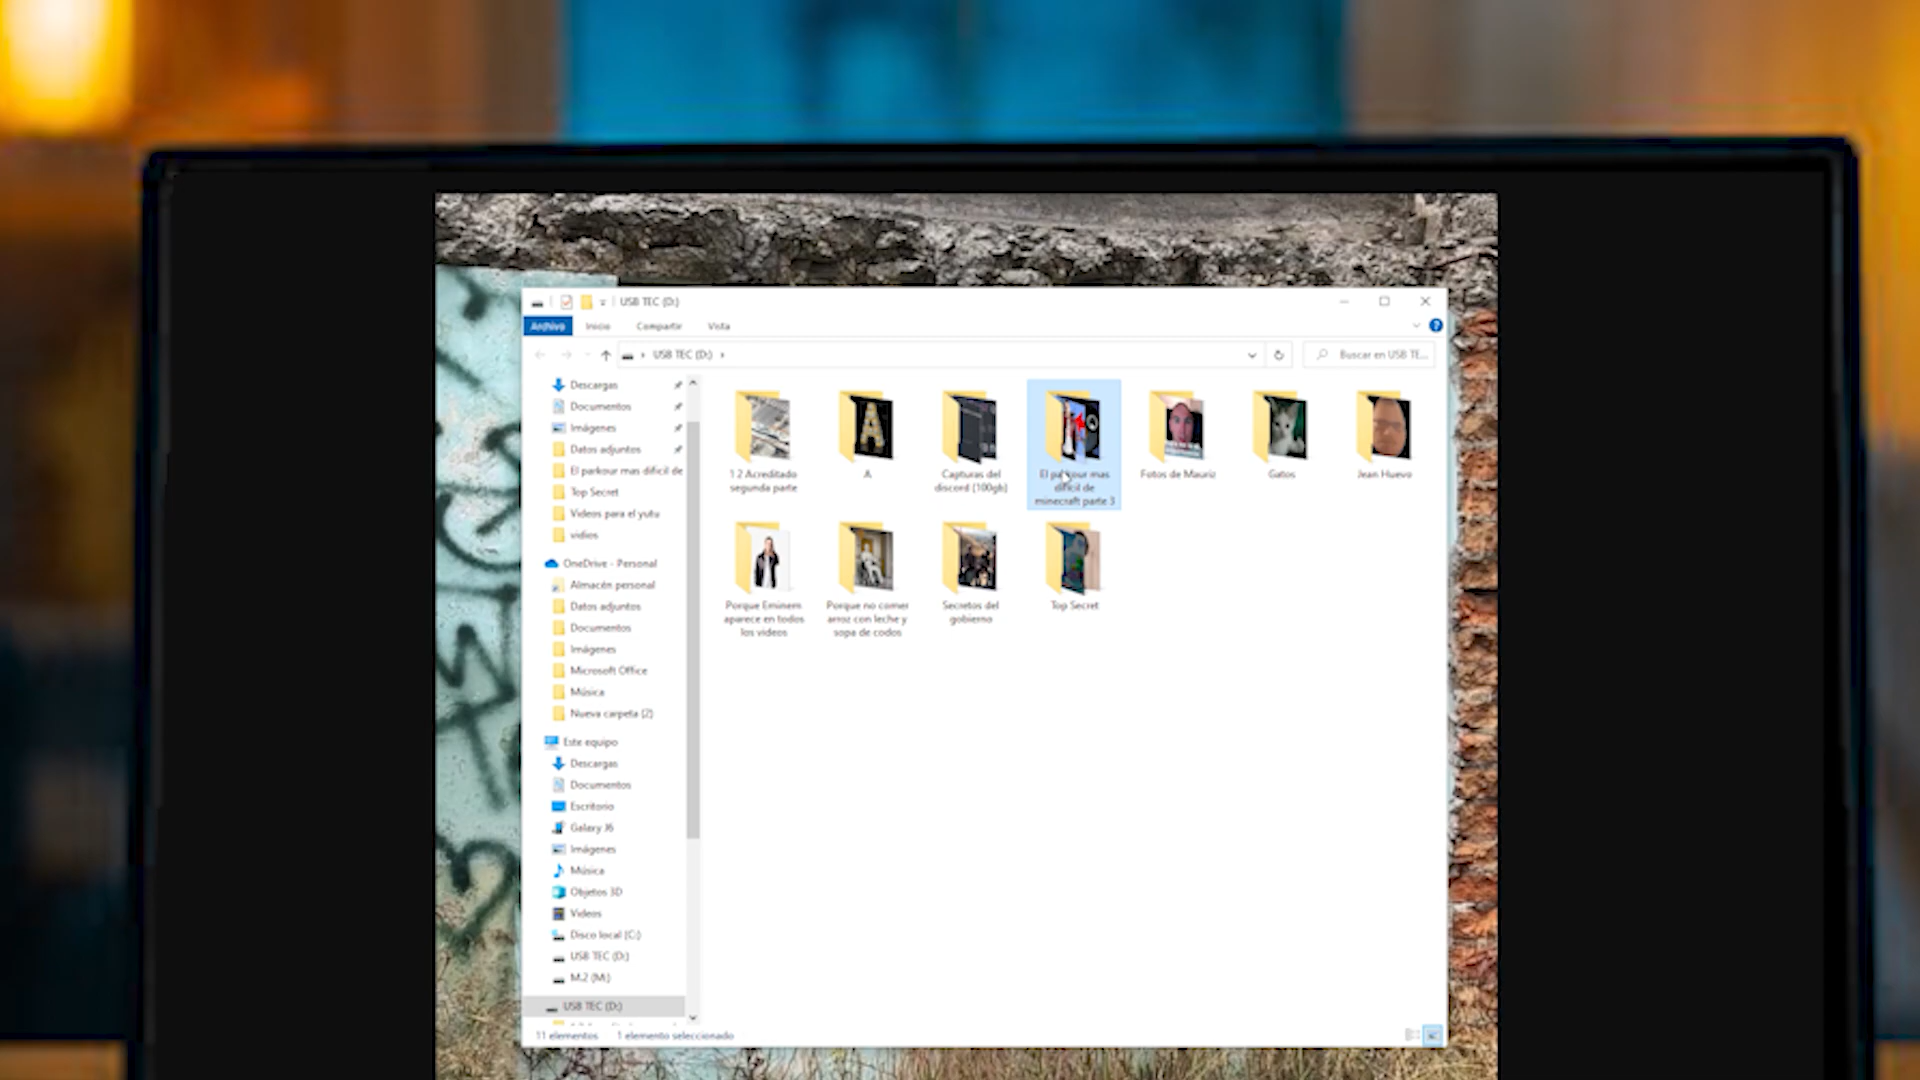 USB TEC (D:)
Archivo Inicio Compartir Vista
USB TEC (D:)
Buscar en USB TE...
Descargas
Documentos
Imágenes
Datos adjuntos
El parkour mas dificil de
Top Secret
Videos para el yutu
vidios
OneDrive - Personal
Almacén personal
Datos adjuntos
Documentos
Imágenes
Microsoft Office
Música
Nueva carpeta (2)
Este equipo
Descargas
Documentos
Escritorio
Galaxy J6
Imágenes
Música
Objetos 3D
Videos
Disco local (C:)
USB TEC (D:)
M.2 (M:)
USB TEC (D:)
1 2 Acreditado
segunda parte
A
Capturas del
discord (100gb)
El parkour mas
dificil de
minecraft parte 3
Fotos de Mauriz
Gatos
Jean Huevo
Porque Eminem
aparece en todos
los videos
Porque no comer
arroz con leche y
sopa de codos
Secretos del
gobierno
Top Secret
11 elementos 1 elemento seleccionado